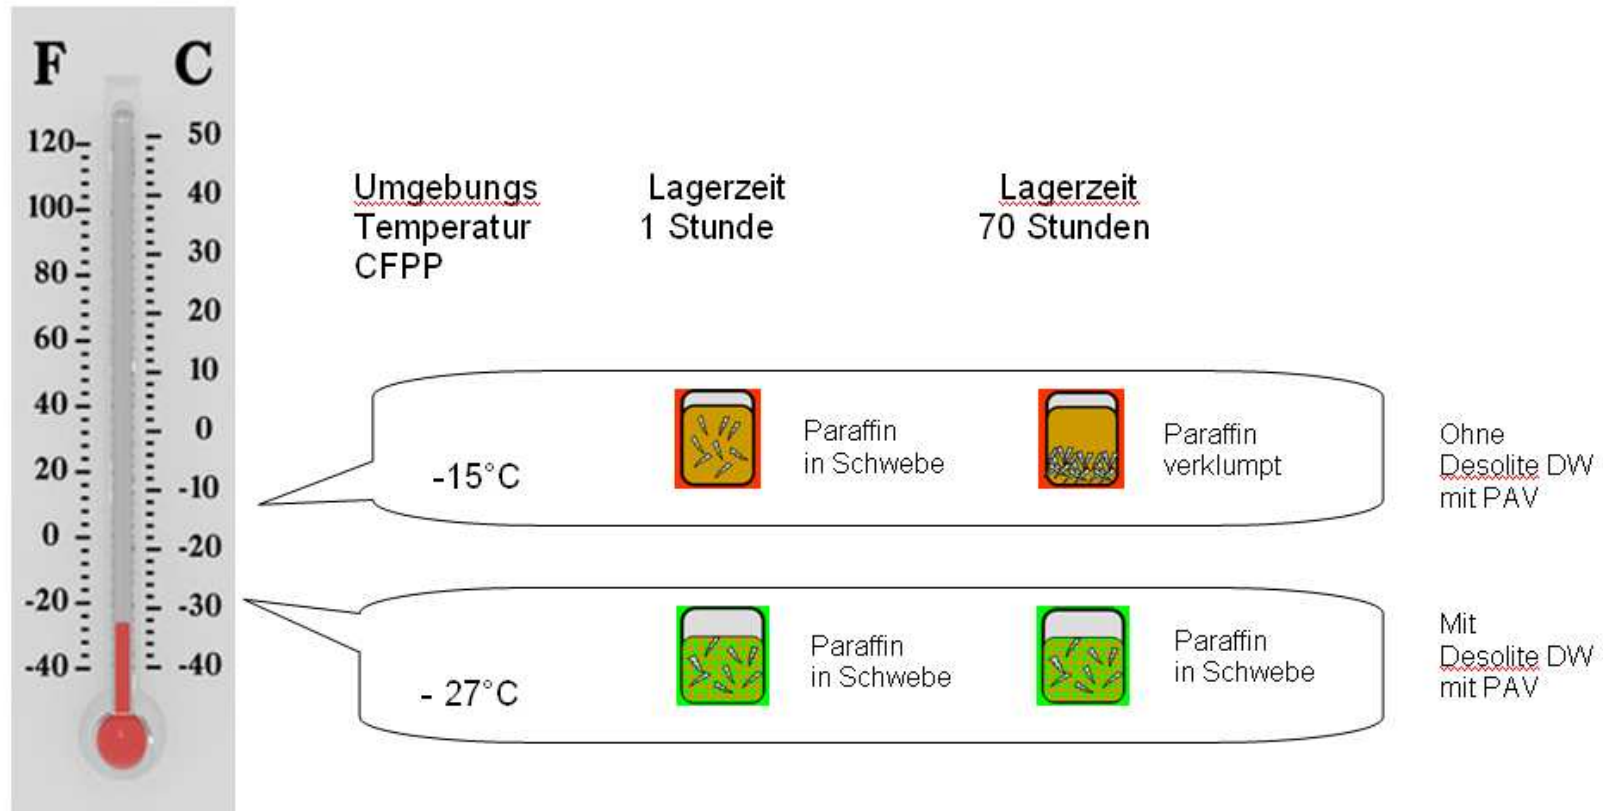 F C
120
100
80
60
40
20
0
-20
-40
50
40
30
20
10
0
-10
-20
-30
-40
Umgebungs
Temperatur
CFPP
Lagerzeit
1 Stunde
Lagerzeit
70 Stunden
-15°C
Paraffin
in Schwebe
Paraffin
verklumpt
Ohne
Desolite DW
mit PAV
- 27°C
Paraffin
in Schwebe
Paraffin
in Schwebe
Mit
Desolite DW
mit PAV